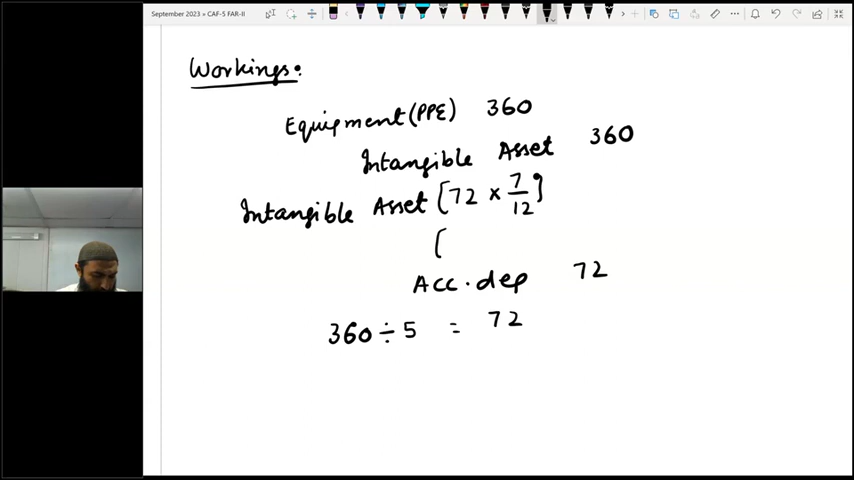 September 2023 » CAF-5 FAR-II
Workings:
Equipment (PPE) 360
Intangible Asset 360
Intangible Asset [72 × 7/12]
(
Acc. dep 72
360 ÷ 5 = 72